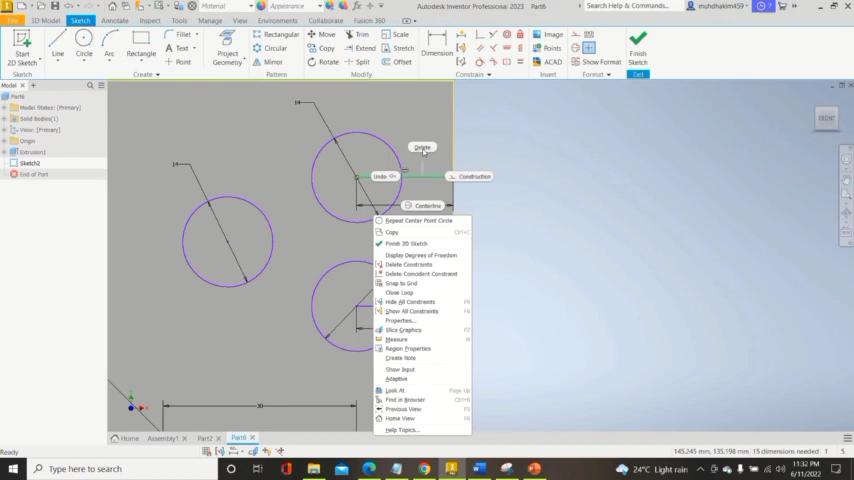 Material
Appearance
Autodesk Inventor Professional 2023 Part6
Search Help & Commands...
muhdhakim459
File 3D Model Sketch Annotate Inspect Tools Manage View Environments Collaborate Fusion 360
Start
2D Sketch
Line
Circle
Arc
Rectangle
Fillet
Text
Point
Project
Geometry
Rectangular
Circular
Mirror
Move
Copy
Rotate
Trim
Extend
Split
Scale
Stretch
Offset
Dimension
Image
Points
ACAD
Show Format
Finish
Sketch
Sketch
Create
Pattern
Modify
Constrain
Insert
Format
Exit
Model
Part6
Model States: [Primary]
Solid Bodies(1)
View: [Primary]
Origin
Extrusion1
Sketch2
End of Part
14
14
30
FRONT
Delete
Undo
Construction
Centerline
Repeat Center Point Circle
Copy Ctrl+C
Finish 2D Sketch
Display Degrees of Freedom
Delete Constraints
Delete Coincident Constraint
Snap to Grid
Close Loop
Hide All Constraints F9
Show All Constraints F8
Properties...
Slice Graphics F7
Measure M
Region Properties
Create Note
Show Input
Adaptive
Look At Page Up
Find in Browser Ctrl+B
Previous View F5
Home View F6
Help Topics...
Home
Assembly1
Part2
Part6
Ready
145.245 mm, 135.198 mm 15 dimensions needed 1 5
Type here to search
24°C Light rain
11:32 PM
6/11/2022